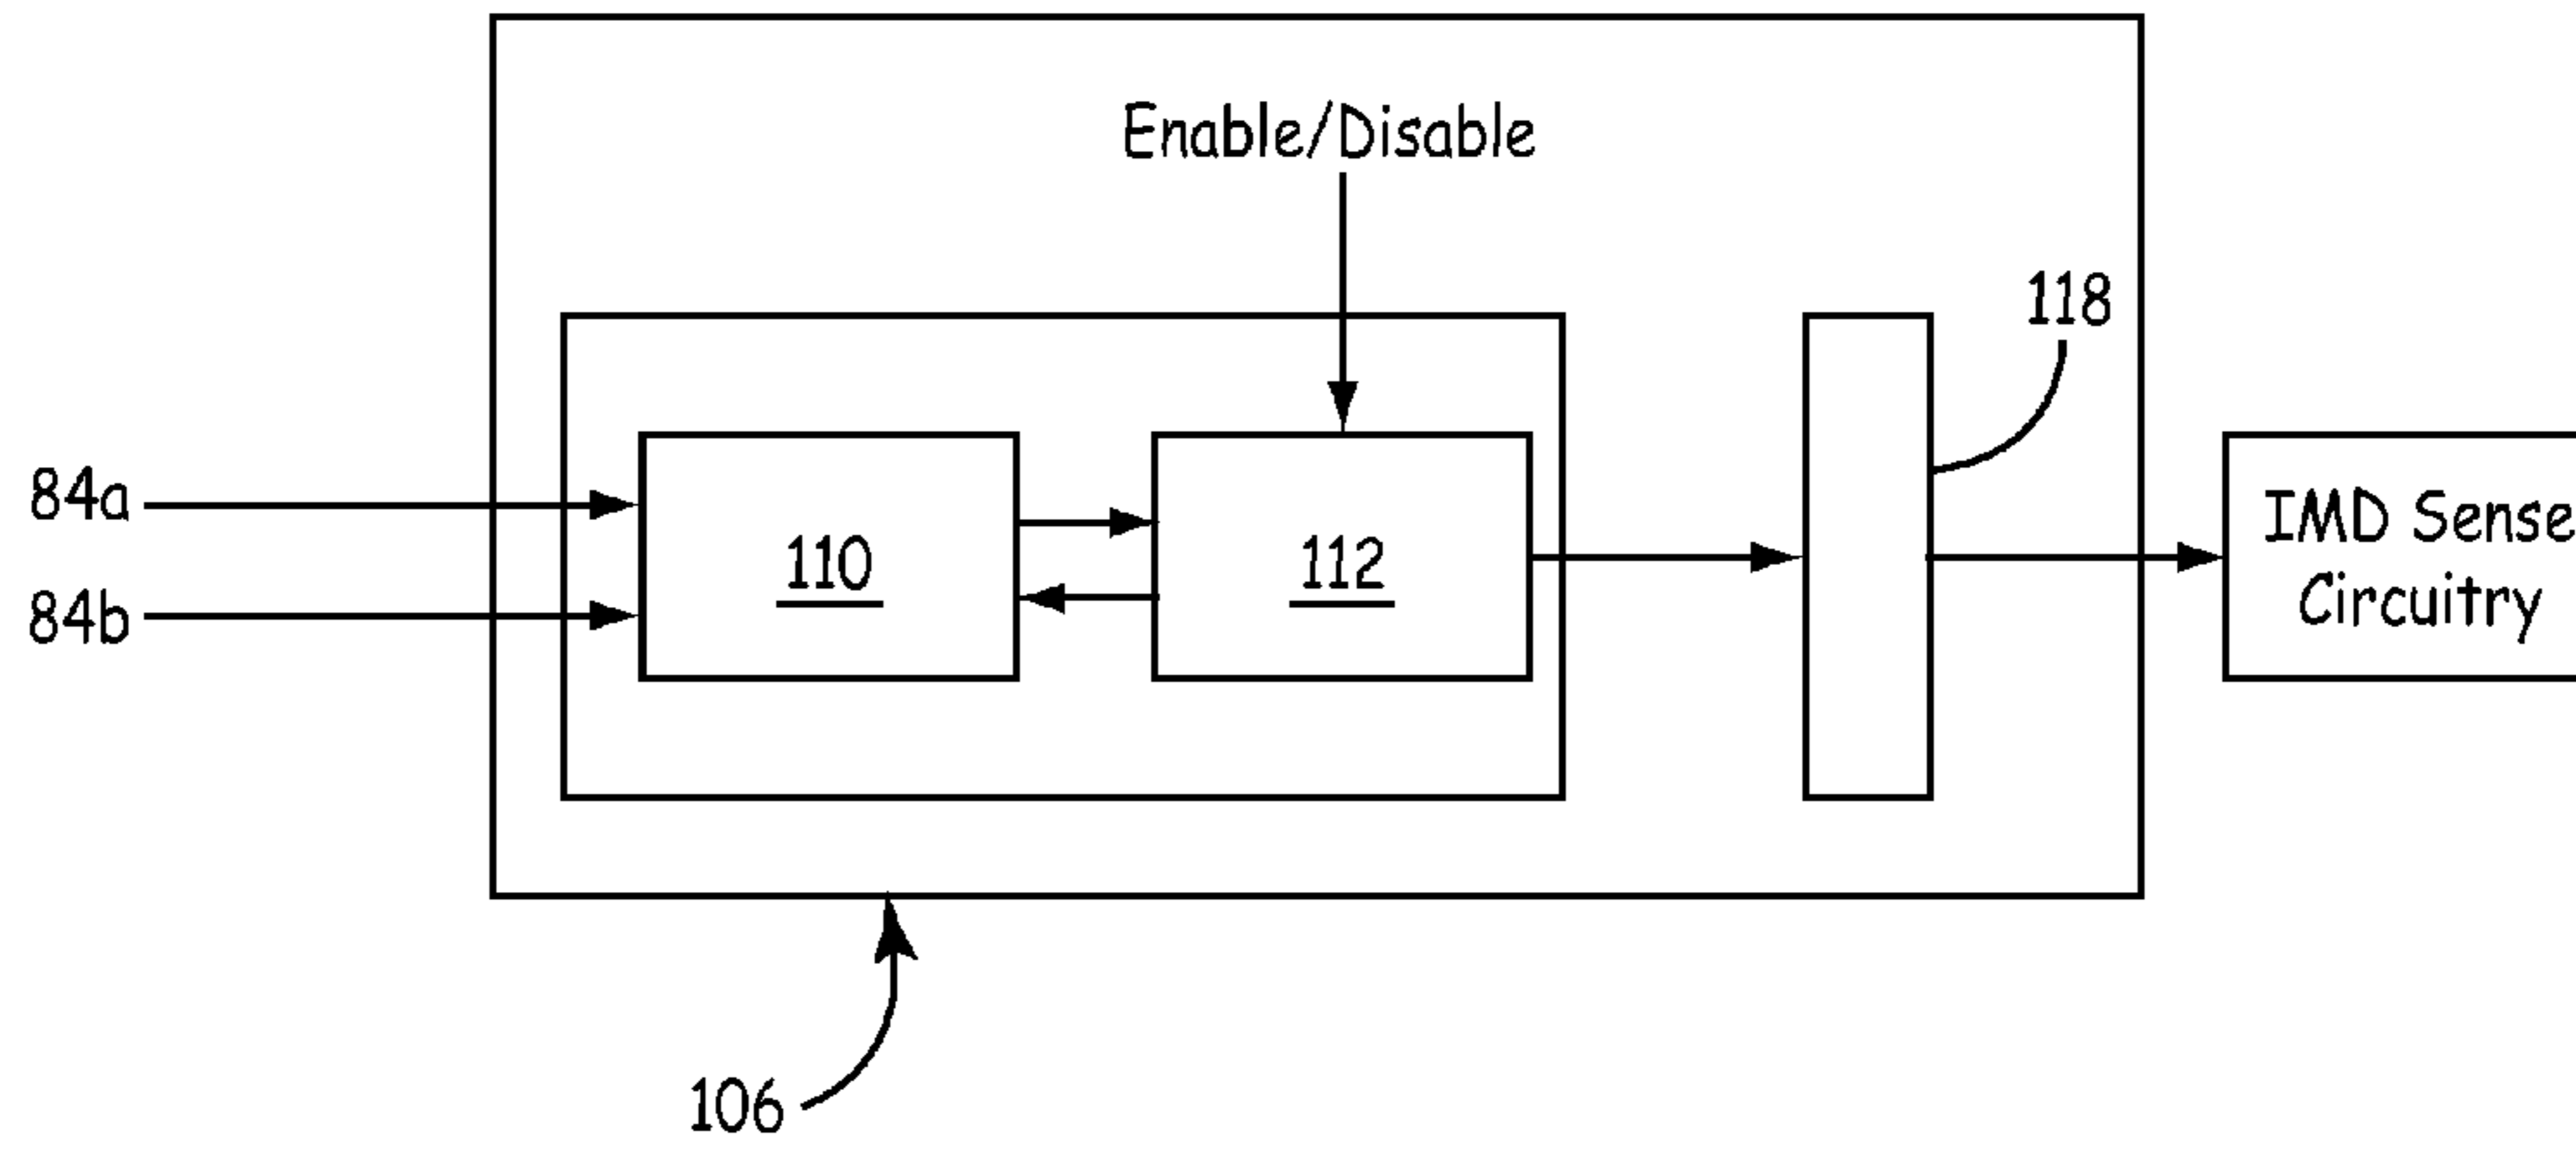 Enable/Disable
118
84a
84b
110
112
IMD Sense
Circuitry
106